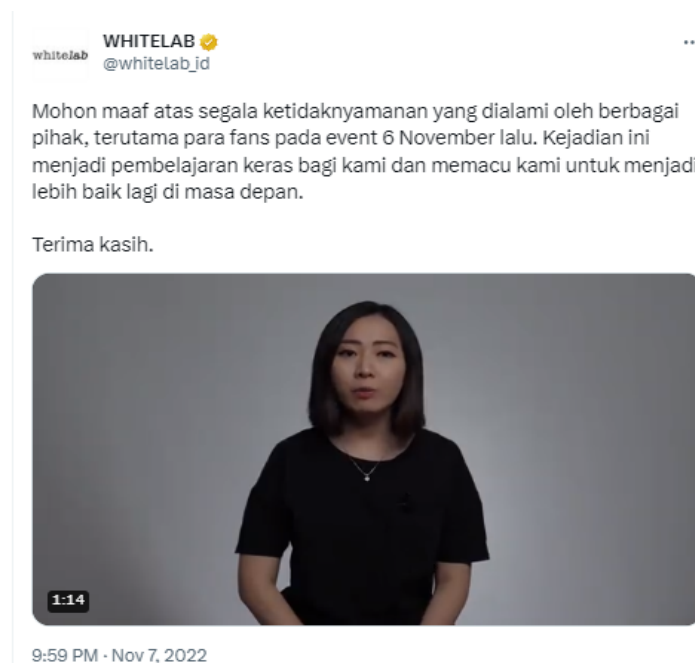 whitelab
WHITELAB
@whitelab_id
Mohon maaf atas segala ketidaknyamanan yang dialami oleh berbagai
pihak, terutama para fans pada event 6 November lalu. Kejadian ini
menjadi pembelajaran keras bagi kami dan memacu kami untuk menjadi
lebih baik lagi di masa depan.
Terima kasih.
1:14
9:59 PM · Nov 7, 2022